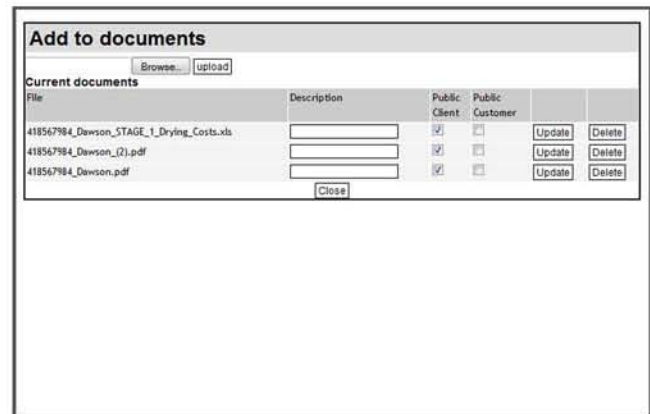 Add to documents
Browse... upload
Current documents
File Description Public Client Public Customer
418567984_Dawson_STAGE_1_Drying_Costs.xls Update Delete
418567984_Dawson_(2).pdf Update Delete
418567984_Dawson.pdf Update Delete
Close